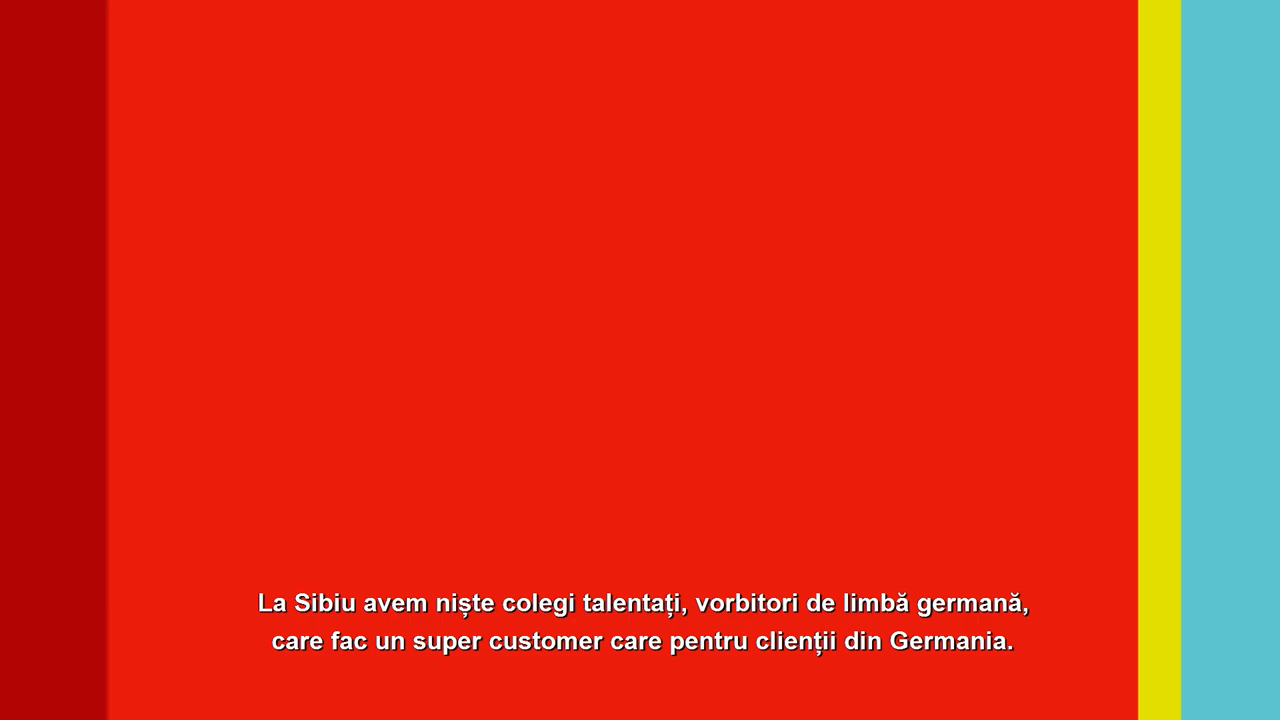 La Sibiu avem niște colegi talentați, vorbitori de limbă germană,
care fac un super customer care pentru clienții din Germania.